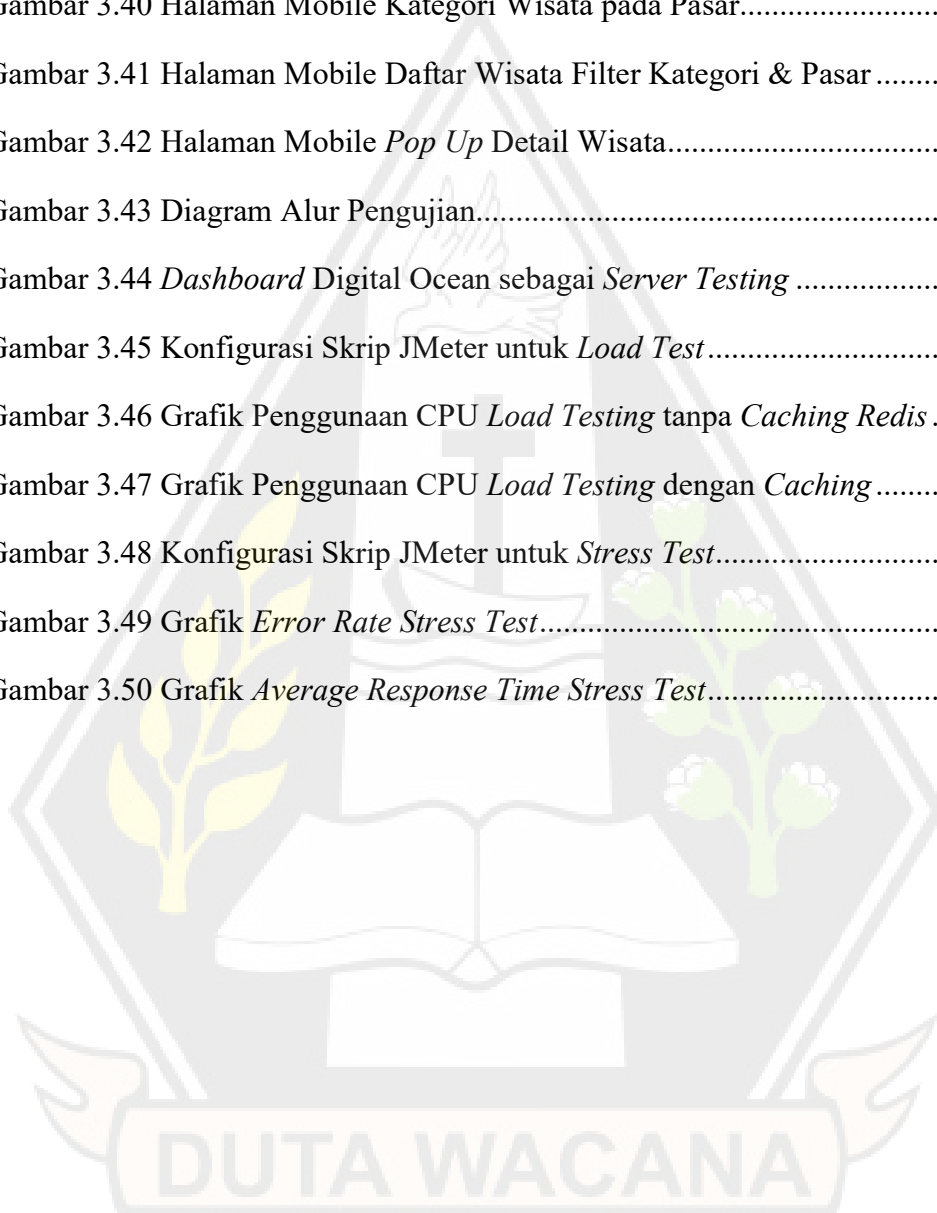 Gambar 3.40 Halaman Mobile Kategori Wisata pada Pasar.............................
Gambar 3.41 Halaman Mobile Daftar Wisata Filter Kategori & Pasar ........
Gambar 3.42 Halaman Mobile Pop Up Detail Wisata.......................................
Gambar 3.43 Diagram Alur Pengujian..................................................................
Gambar 3.44 Dashboard Digital Ocean sebagai Server Testing ....................
Gambar 3.45 Konfigurasi Skrip JMeter untuk Load Test.................................
Gambar 3.46 Grafik Penggunaan CPU Load Testing tanpa Caching Redis .
Gambar 3.47 Grafik Penggunaan CPU Load Testing dengan Caching ........
Gambar 3.48 Konfigurasi Skrip JMeter untuk Stress Test................................
Gambar 3.49 Grafik Error Rate Stress Test.........................................................
Gambar 3.50 Grafik Average Response Time Stress Test.................................
DUTA WACANA